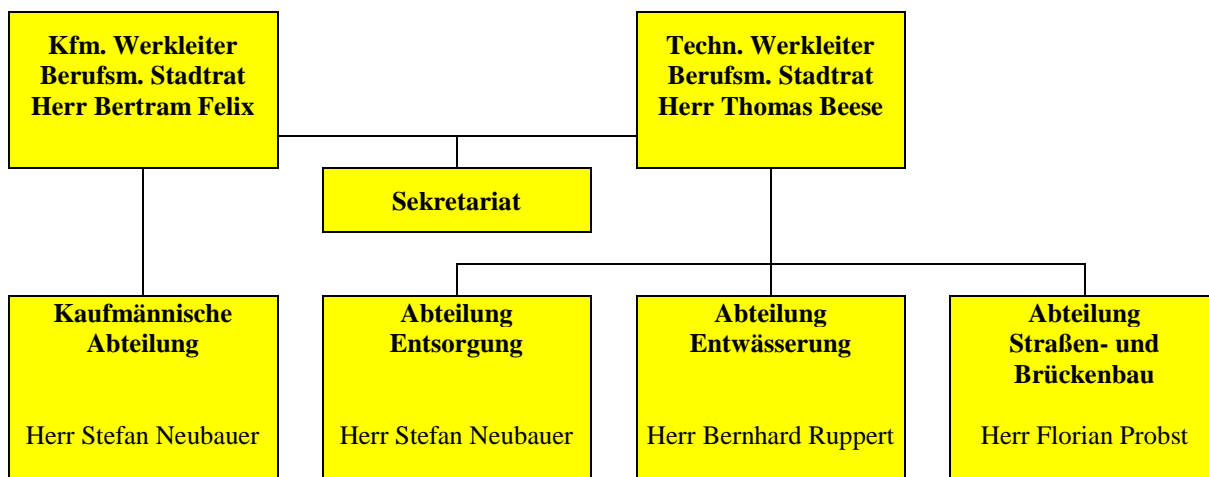 Kfm. Werkleiter
Berufsm. Stadtrat
Herr Bertram Felix
Techn. Werkleiter
Berufsm. Stadtrat
Herr Thomas Beese
Sekretariat
Kaufmännische
Abteilung
Herr Stefan Neubauer
Abteilung
Entsorgung
Herr Stefan Neubauer
Abteilung
Entwässerung
Herr Bernhard Ruppert
Abteilung
Straßen- und
Brückenbau
Herr Florian Probst